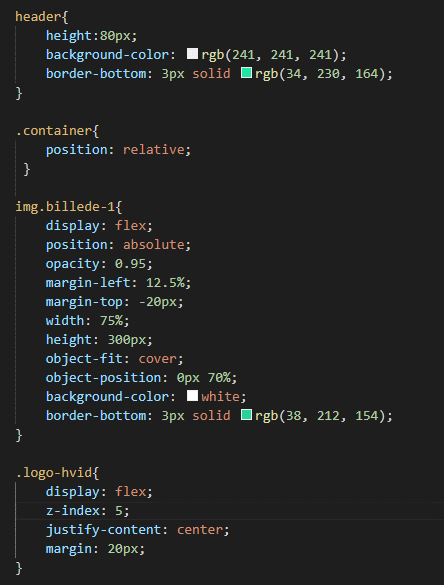 header{
    height:80px;
    background-color: rgb(241, 241, 241);
    border-bottom: 3px solid rgb(34, 230, 164);
}
.container{
    position: relative;
 }
img.billede-1{
    display: flex;
    position: absolute;
    opacity: 0.95;
    margin-left: 12.5%;
    margin-top: -20px;
    width: 75%;
    height: 300px;
    object-fit: cover;
    object-position: 0px 70%;
    background-color: white;
    border-bottom: 3px solid rgb(38, 212, 154);
}
.logo-hvid{
    display: flex;
    z-index: 5;
    justify-content: center;
    margin: 20px;
}